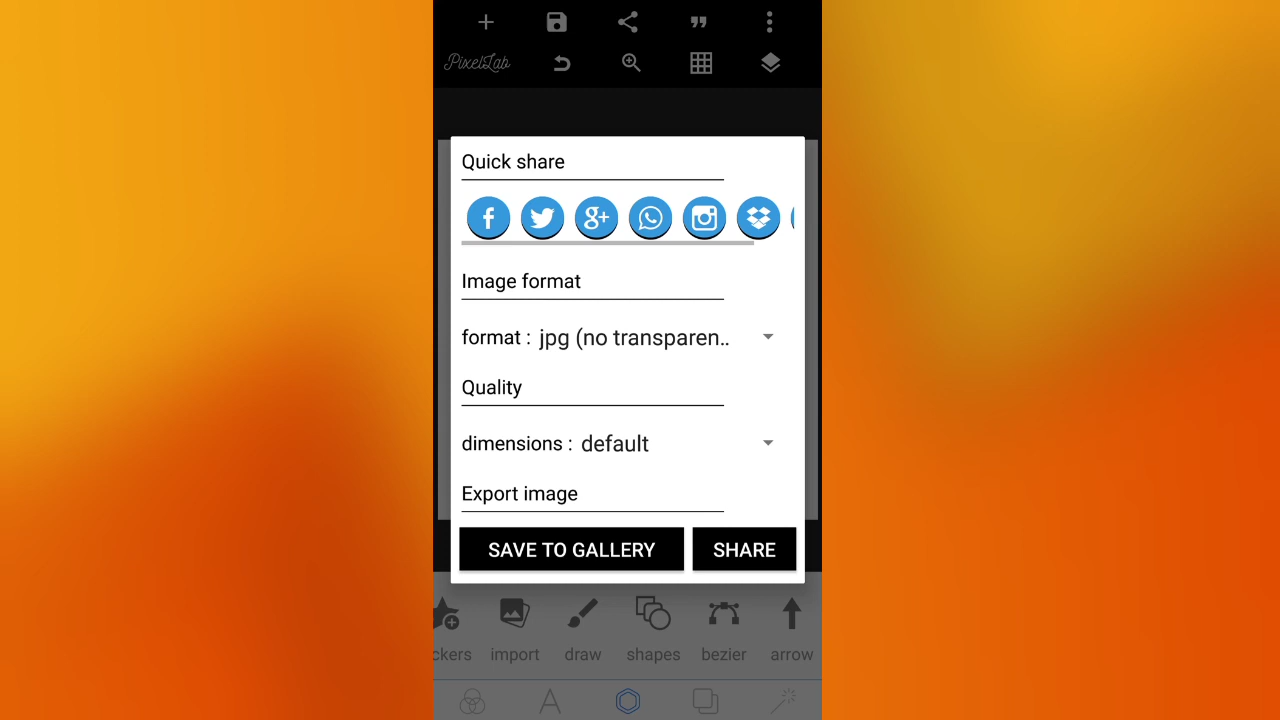 PixelLab
Quick share
Image format
format : jpg (no transparen..
Quality
dimensions : default
Export image
SAVE TO GALLERY SHARE
ckers import draw shapes bezier arrow